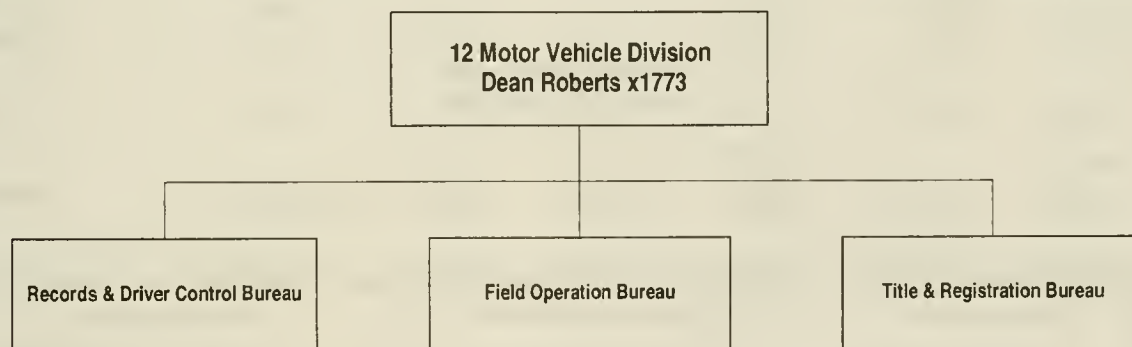 12 Motor Vehicle Division
Dean Roberts x1773
Records & Driver Control Bureau
Field Operation Bureau
Title & Registration Bureau